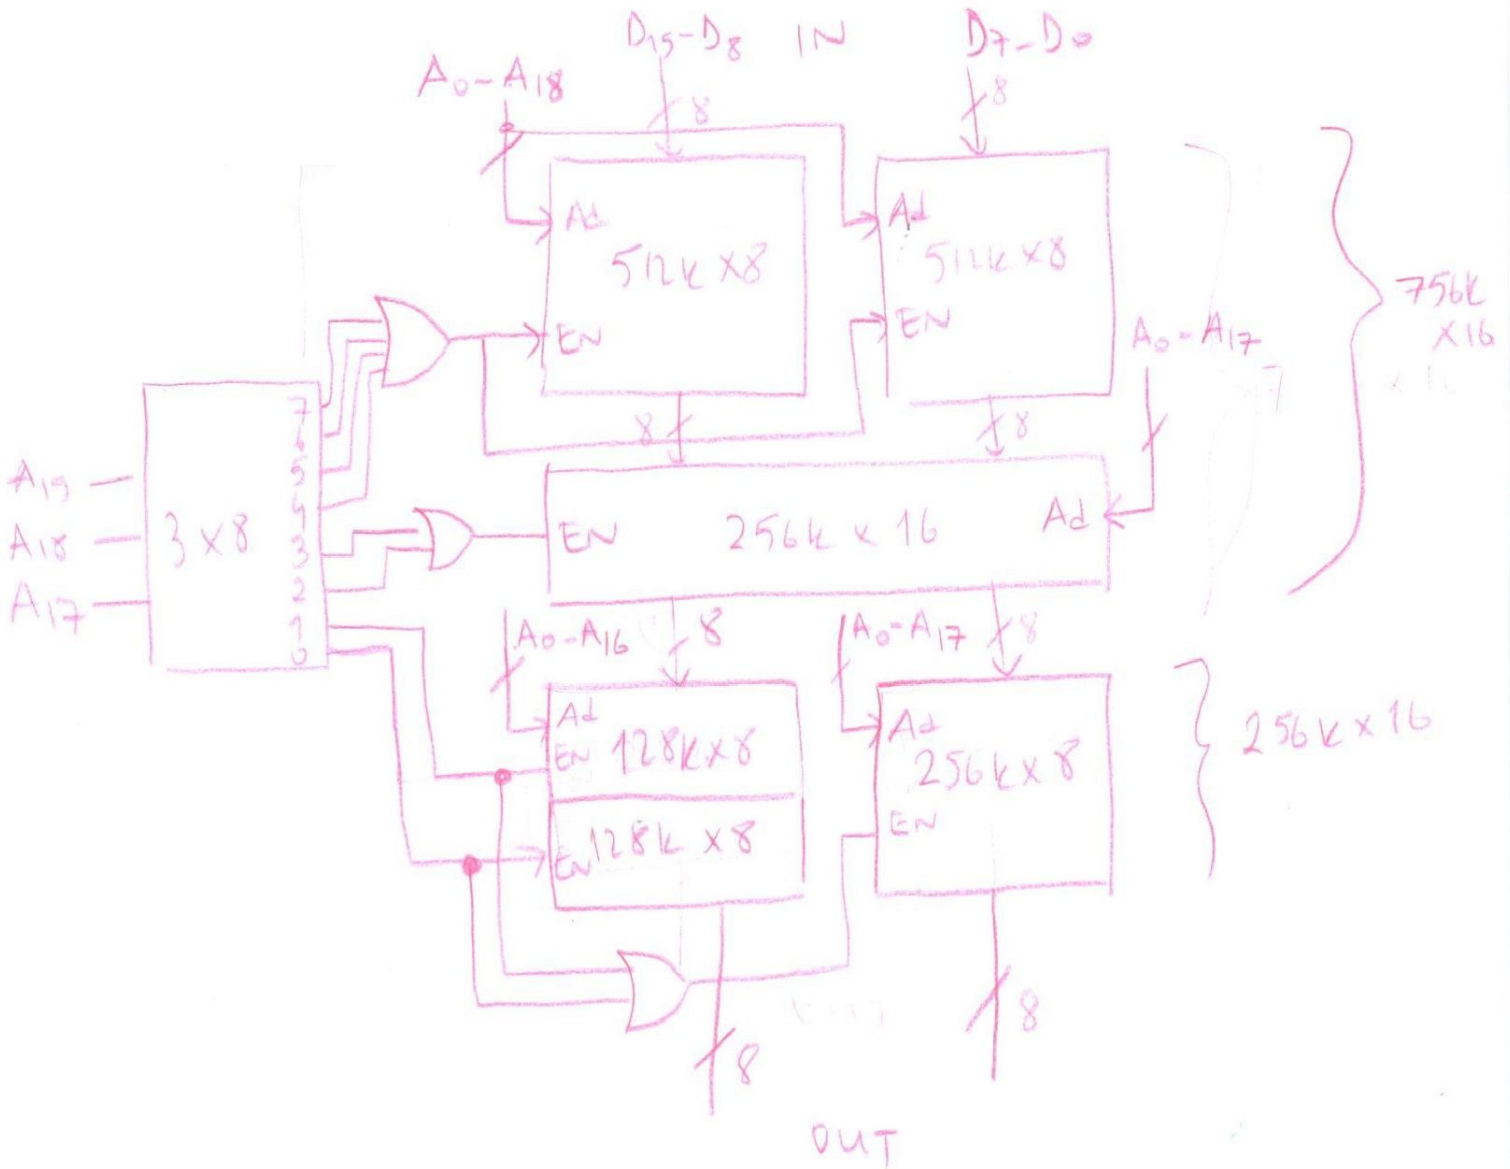 D15-D8 IN D7-D0
A0-A18
8
8
Ad
512k x8
EN
Ad
512k x8
EN
A0-A17
756k
x16
8
8
7
6
5
4
3
2
1
0
A19
A18
A17
3x8
EN
256k x 16
Ad
A0-A16
8
A0-A17
8
Ad
EN
128k x8
EN
128k x8
Ad
256k x 8
EN
256k x 16
8
8
OUT